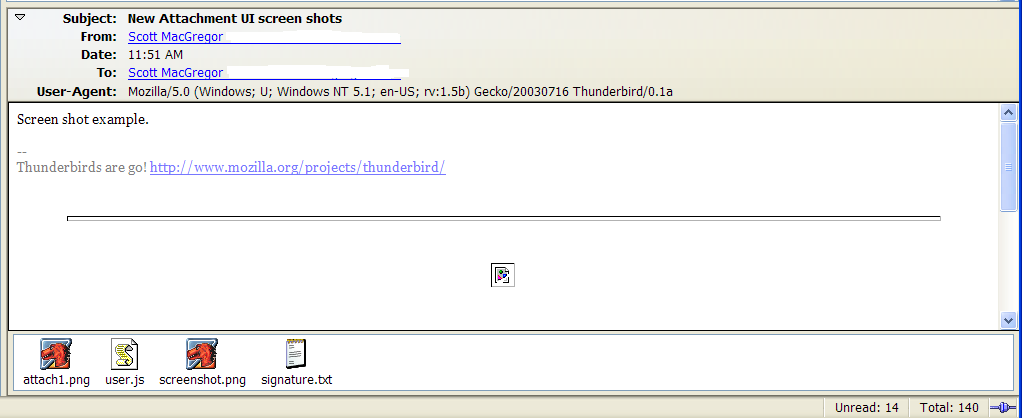 Subject: New Attachment UI screen shots
From: Scott MacGregor
Date: 11:51 AM
To: Scott MacGregor
User-Agent: Mozilla/5.0 (Windows; U; Windows NT 5.1; en-US; rv:1.5b) Gecko/20030716 Thunderbird/0.1a
Screen shot example.
--
Thunderbirds are go! http://www.mozilla.org/projects/thunderbird/
attach1.png user.js screenshot.png signature.txt
Unread: 14 Total: 140